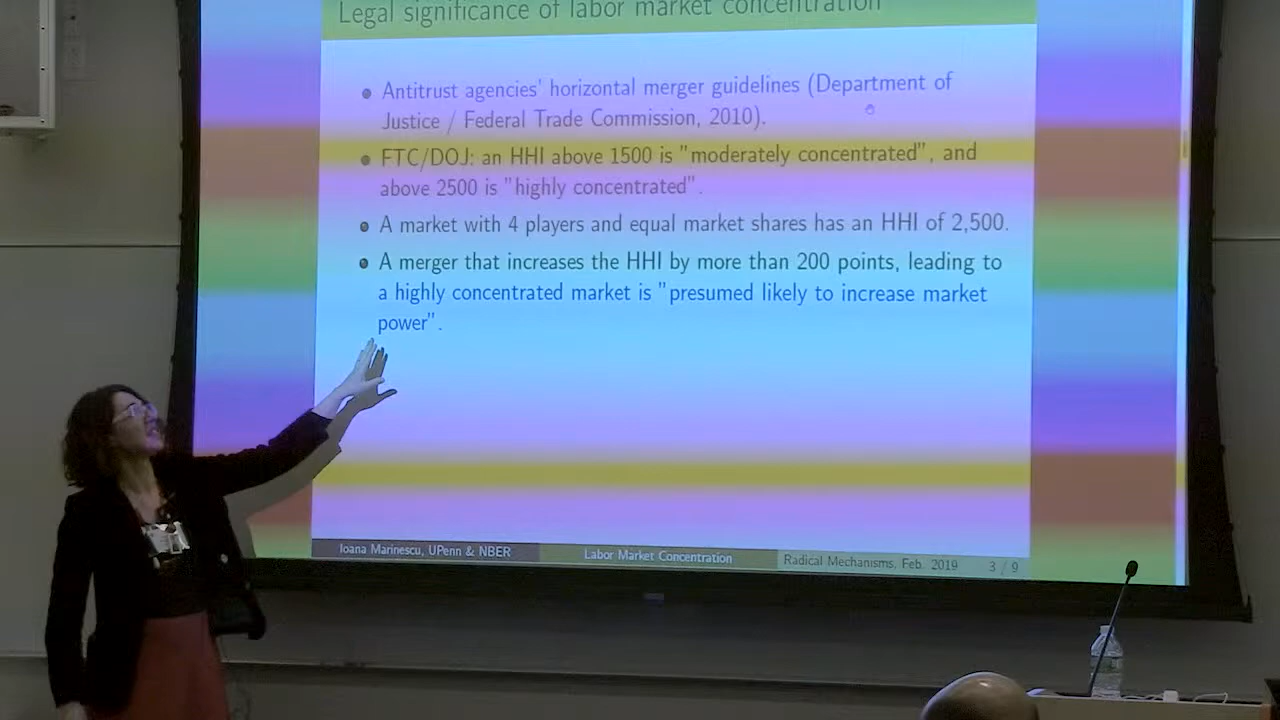 Legal significance of labor market concentration
Antitrust agencies' horizontal merger guidelines (Department of
Justice / Federal Trade Commission, 2010).
FTC/DOJ: an HHI above 1500 is "moderately concentrated", and
above 2500 is "highly concentrated".
A market with 4 players and equal market shares has an HHI of 2,500.
A merger that increases the HHI by more than 200 points, leading to
a highly concentrated market is "presumed likely to increase market
power".
Ioana Marinescu, UPenn & NBER
Labor Market Concentration
Radical Mechanisms, Feb. 2019
3 / 9